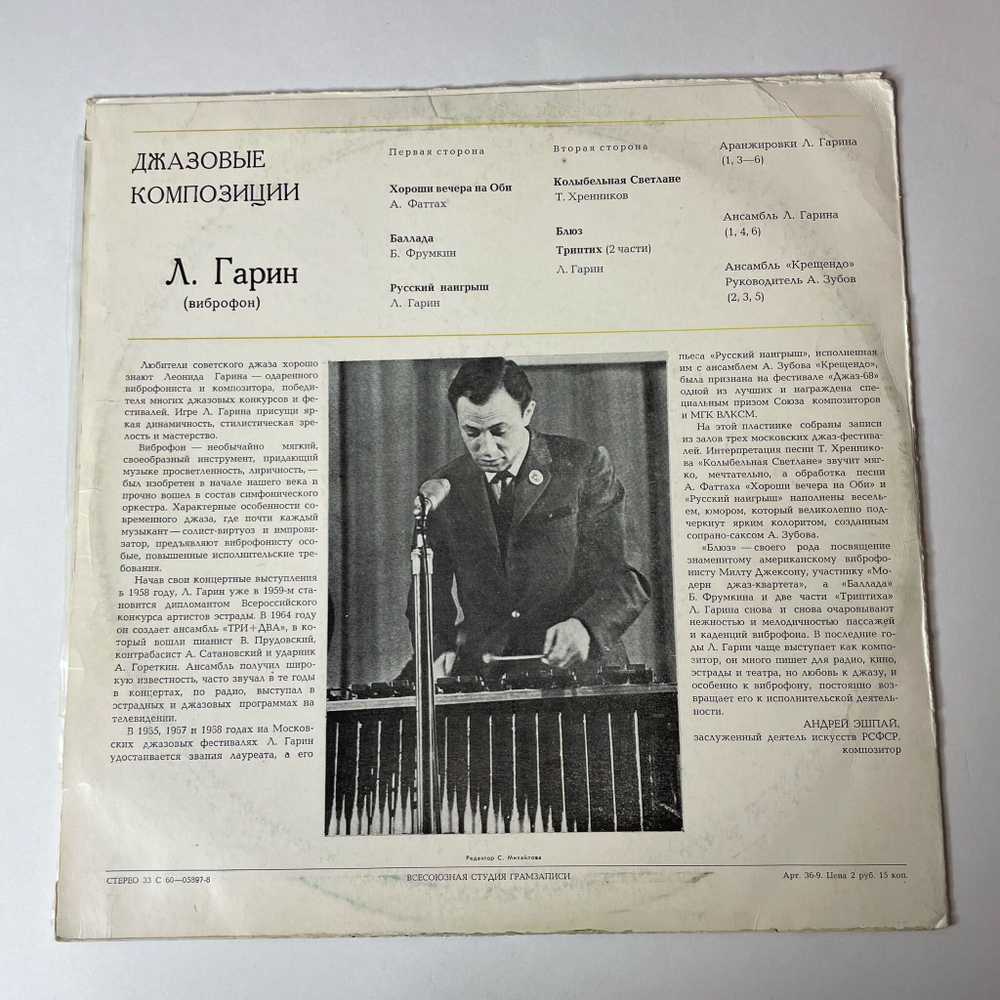 ДЖАЗОВЫЕ
КОМПОЗИЦИИ
Л. Гарин
(виброфон)
Первая сторона
Хороши вечера на Оби
А. Фаттах
Баллада
Б. Фрумкин
Русский наигрыш
Л. Гарин
Вторая сторона
Колыбельная Светлане
Т. Хренников
Блюз
Триптих (2 части)
Л. Гарин
Аранжировки Л. Гарина
(1, 3—6)
Ансамбль Л. Гарина
(1, 4, 6)
Ансамбль «Крещендо»
Руководитель А. Зубов
(2, 3, 5)
Любители советского джаза хорошо
знают Леонида Гарина — одаренного
виброфониста и композитора, победи-
теля многих джазовых конкурсов и фе-
стивалей. Игре Л. Гарина присущи яр-
кая динамичность, стилистическая зре-
лость и мастерство.
Виброфон — необычайно мягкий,
своеобразный инструмент, придающий
музыке просветленность, лиричность, —
был изобретен в начале нашего века и
прочно вошел в состав симфонического
оркестра. Характерные особенности со-
временного джаза, где почти каждый
музыкант — солист-виртуоз и импрови-
затор, предъявляют виброфонисту осо-
бые, повышенные исполнительские тре-
бования.
Начав свои концертные выступления
в 1958 году, Л. Гарин уже в 1959-м ста-
новится дипломантом Всероссийского
конкурса артистов эстрады. В 1964 году
он создает ансамбль «ТРИ+ДВА», в ко-
торый вошли пианист В. Прудовский,
контрабасист А. Сатановский и ударник
А. Гореткин. Ансамбль получил широ-
кую известность, часто звучал в те годы
в концертах, по радио, выступал в
эстрадных и джазовых программах на
телевидении.
В 1965, 1967 и 1968 годах на Москов-
ских джазовых фестивалях Л. Гарин
удостаивается звания лауреата, а его
пьеса «Русский наигрыш», исполненная
им с ансамблем А. Зубова «Крещендо»,
была признана на фестивале «Джаз-68»
одной из лучших и награждена спе-
циальным призом Союза композиторов
и МГК ВЛКСМ.
На этой пластинке собраны записи
из залов трех московских джаз-фестива-
лей. Интерпретация песни Т. Хреннико-
ва «Колыбельная Светлане» звучит мяг-
ко, мечтательно, а обработка песни
А. Фаттаха «Хороши вечера на Оби» и
«Русский наигрыш» наполнены весель-
ем, юмором, который великолепно под-
черкнут ярким колоритом, созданным
сопрано-саксом А. Зубова.
«Блюз» — своего рода посвящение
знаменитому американскому виброфо-
нисту Милту Джексону, участнику «Мо-
дерн джаз-квартета», а «Баллада»
Б. Фрумкина и две части «Триптиха»
Л. Гарина снова и снова очаровывают
нежностью и мелодичностью пассажей
и каденций виброфона. В последние го-
ды Л. Гарин чаще выступает как компо-
зитор, он много пишет для радио, кино,
эстрады и театра, но любовь к джазу, и
особенно к виброфону, постоянно воз-
вращает его к исполнительской деятель-
ности.
АНДРЕЙ ЭШПАЙ,
заслуженный деятель искусств РСФСР,
композитор
Редактор С. Михайлова
СТЕРЕО 33 С 60—05897-8
ВСЕСОЮЗНАЯ СТУДИЯ ГРАМЗАПИСИ
Арт. 36-9. Цена 2 руб. 15 коп.